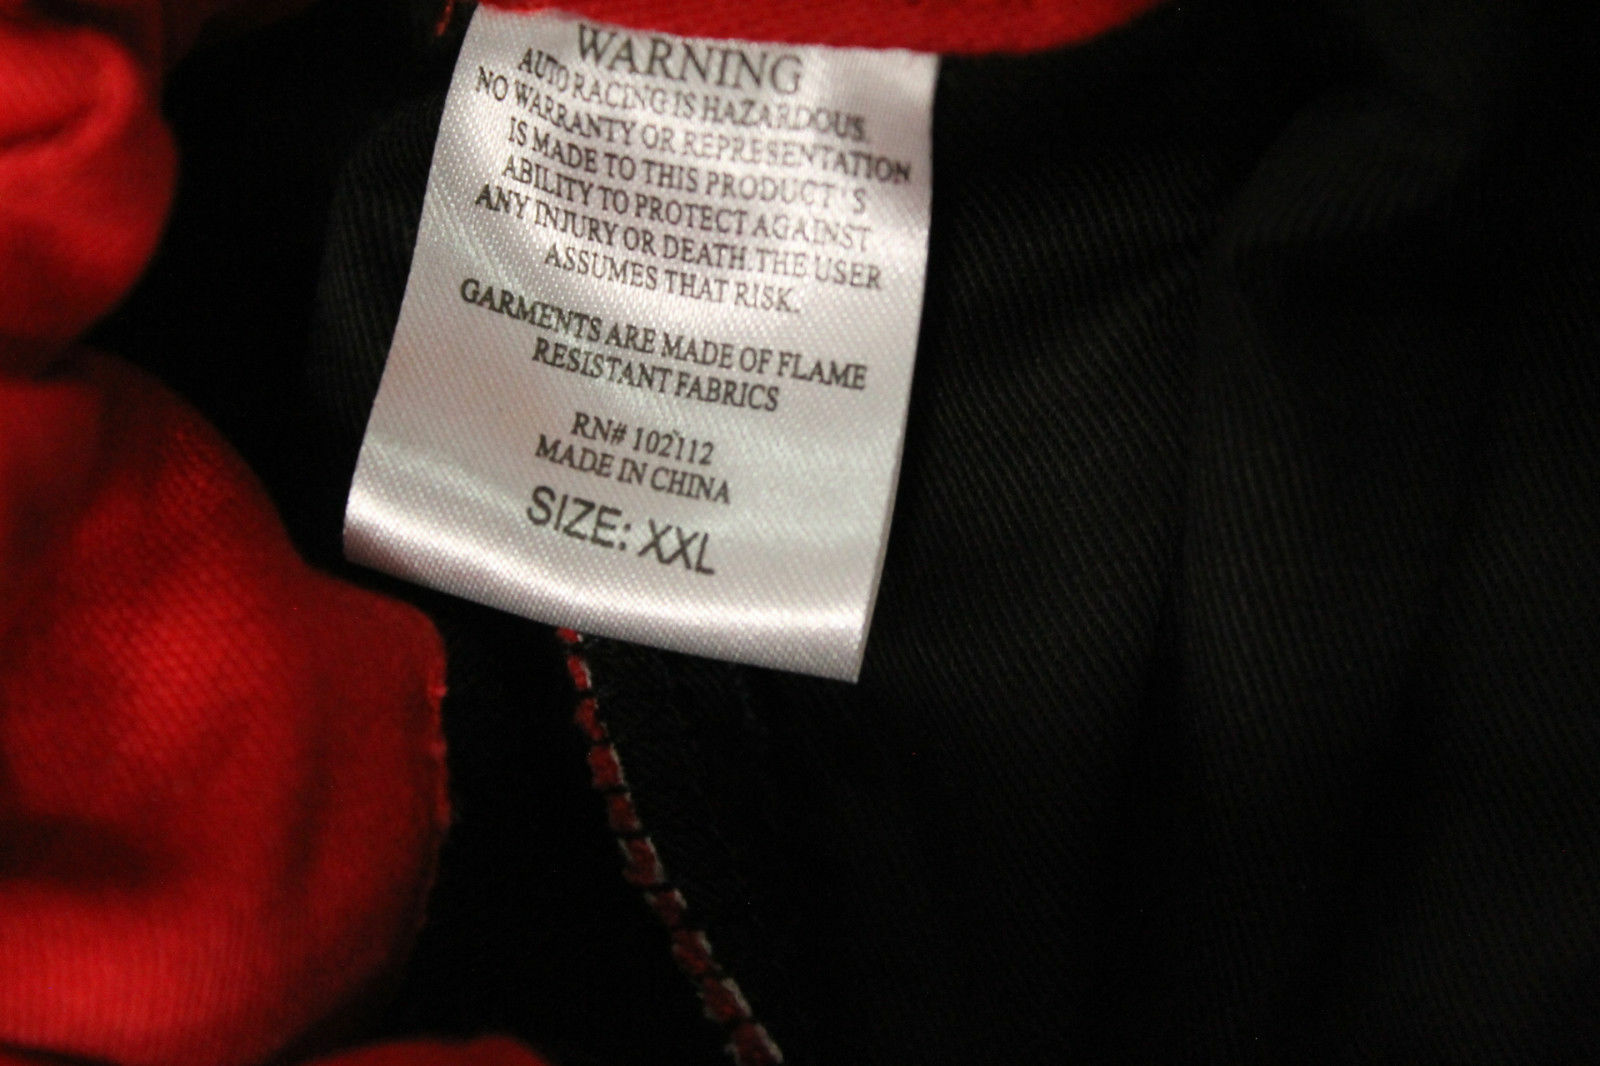 WARNING
AUTO RACING IS HAZARDOUS.
NO WARRANTY OR REPRESENTATION
IS MADE TO THIS PRODUCT'S
ABILITY TO PROTECT AGAINST
ANY INJURY OR DEATH.THE USER
ASSUMES THAT RISK.
GARMENTS ARE MADE OF FLAME
RESISTANT FABRICS
RN# 102112
MADE IN CHINA
SIZE: XXL